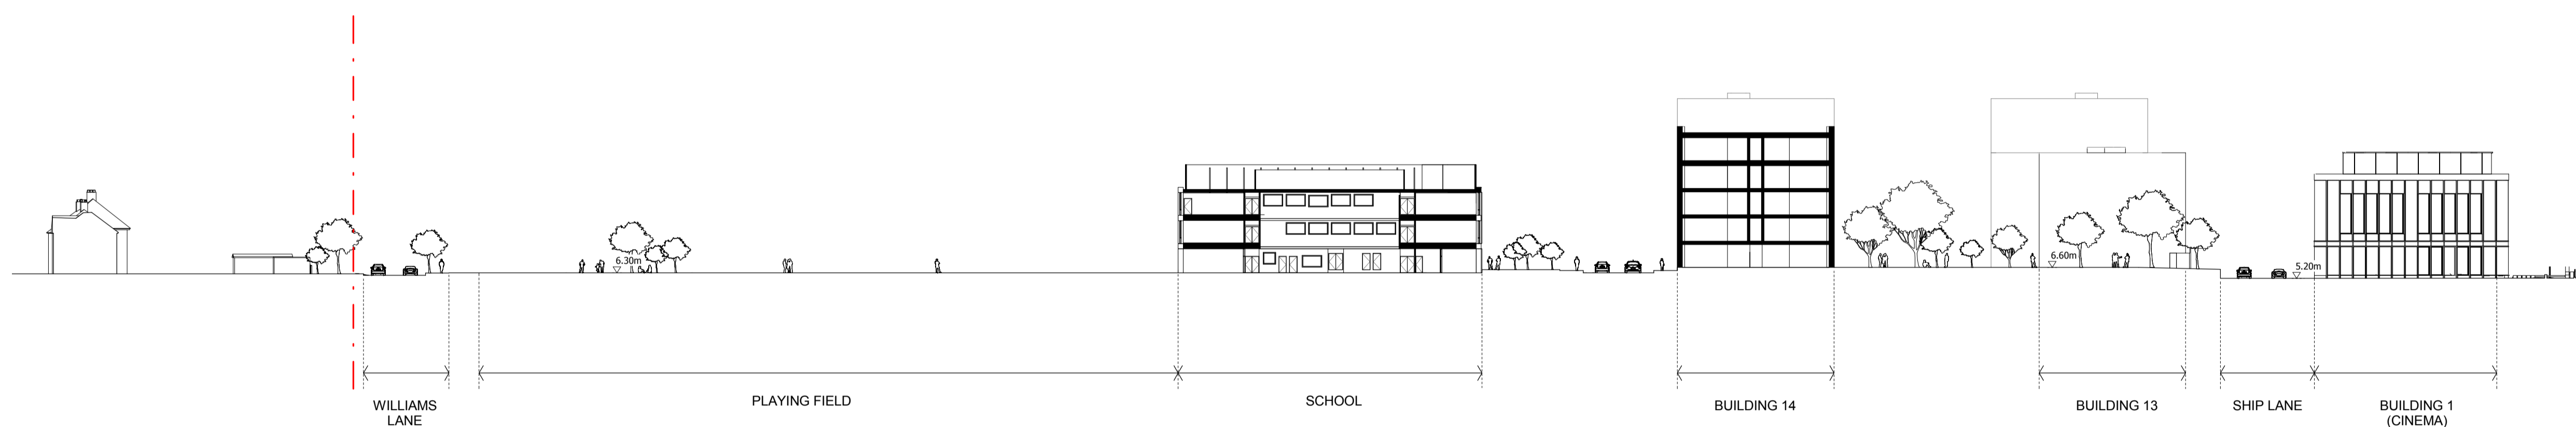 6.30m
6.60m
5.20m
WILLIAMS
LANE
PLAYING FIELD
SCHOOL
BUILDING 14
BUILDING 13
SHIP LANE
BUILDING 1
(CINEMA)